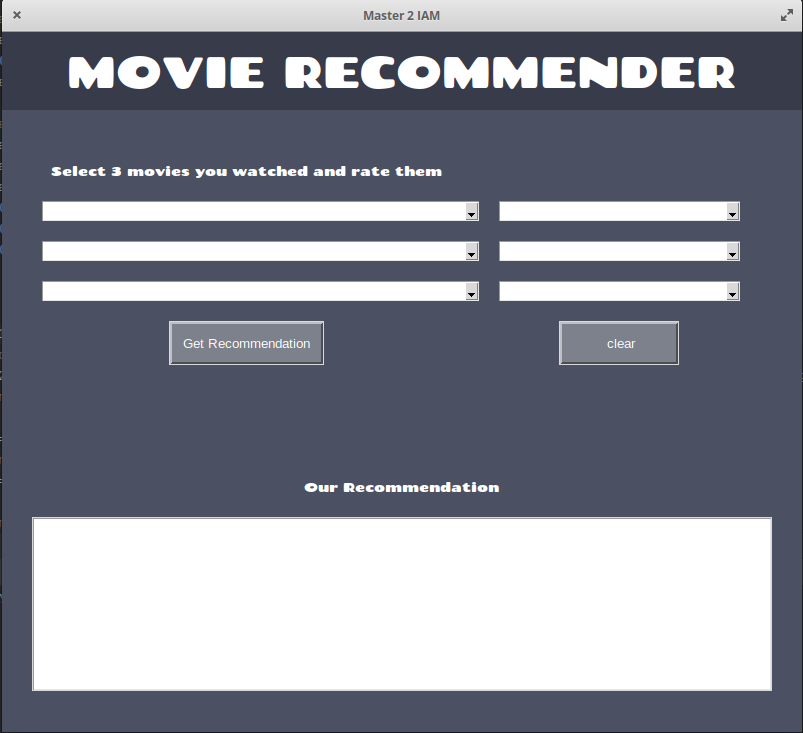 Master 2 IAM
MOVIE RECOMMENDER
Select 3 movies you watched and rate them
Get Recommendation
clear
Our Recommendation